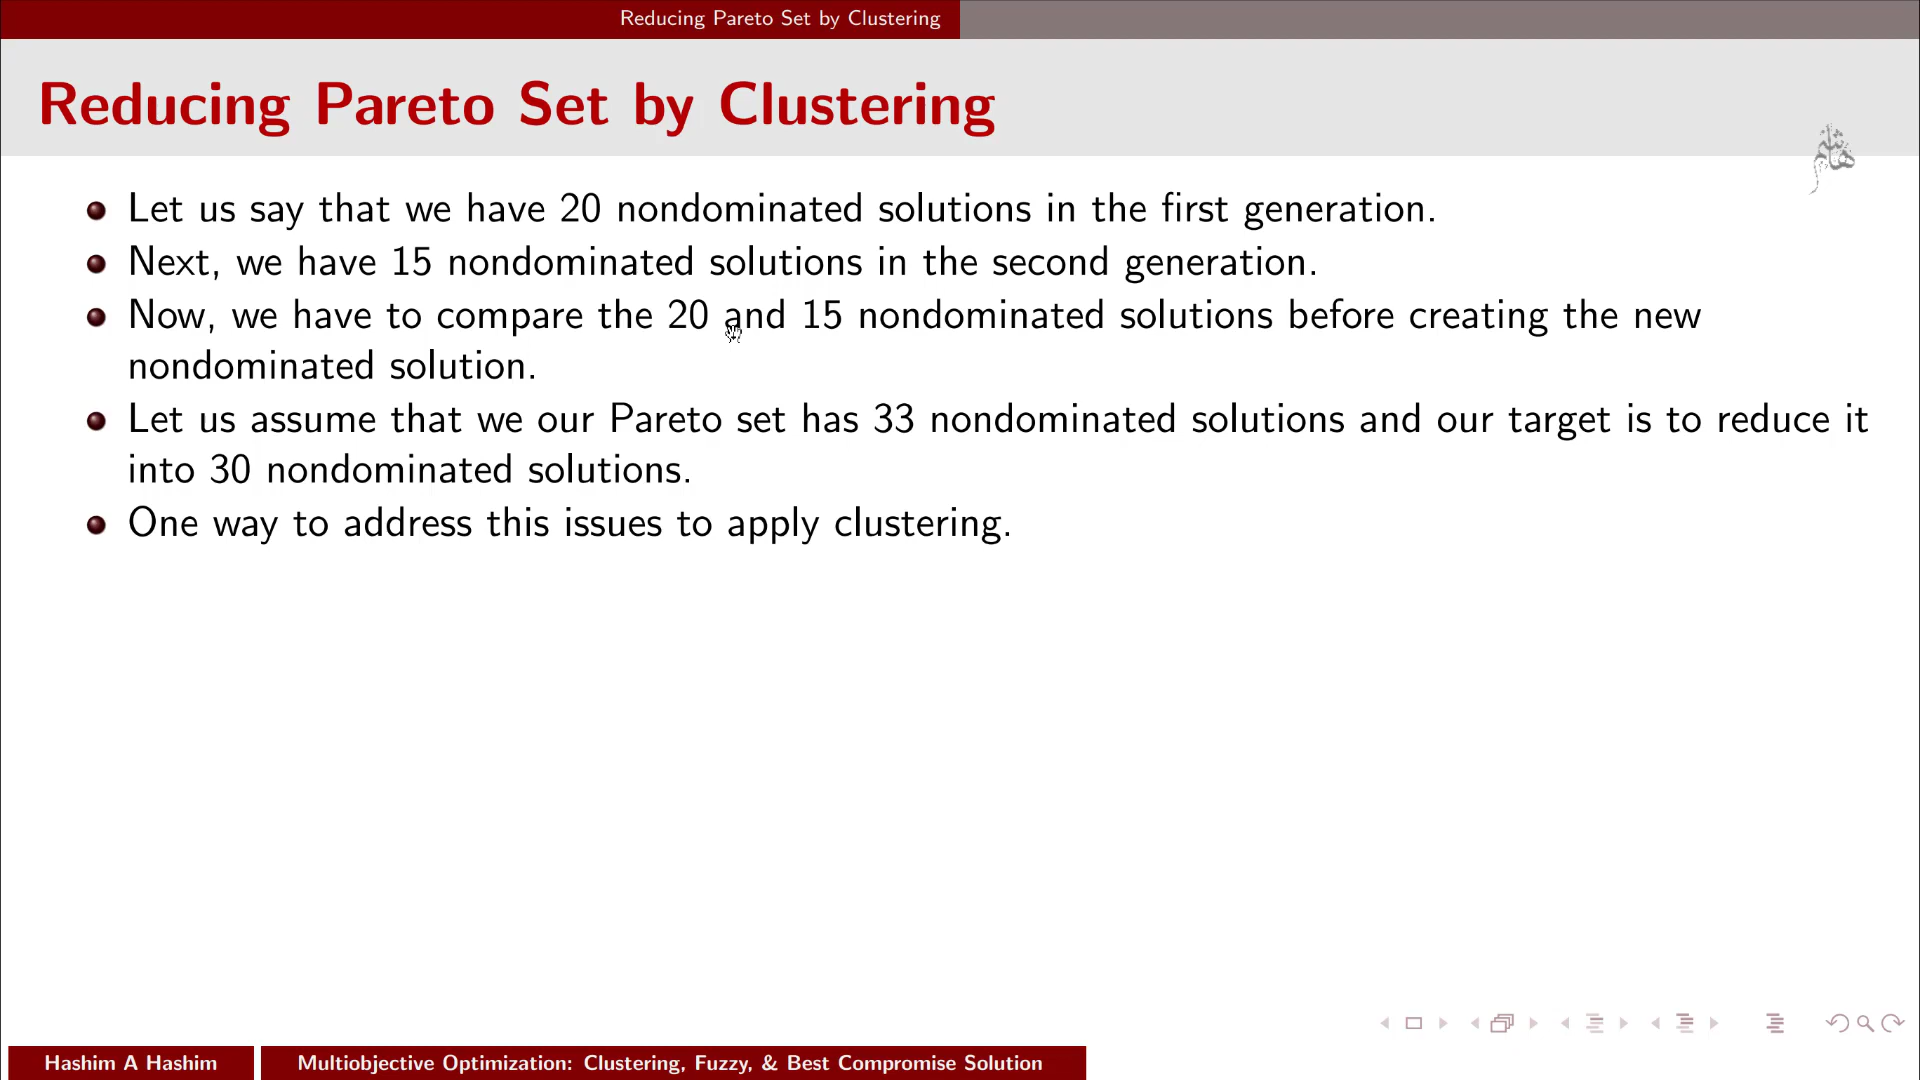 Reducing Pareto Set by Clustering
Reducing Pareto Set by Clustering
هاشم
Let us say that we have 20 nondominated solutions in the first generation.
Next, we have 15 nondominated solutions in the second generation.
Now, we have to compare the 20 and 15 nondominated solutions before creating the new
nondominated solution.
Let us assume that we our Pareto set has 33 nondominated solutions and our target is to reduce it
into 30 nondominated solutions.
One way to address this issues to apply clustering.
Hashim A Hashim
Multiobjective Optimization: Clustering, Fuzzy, & Best Compromise Solution